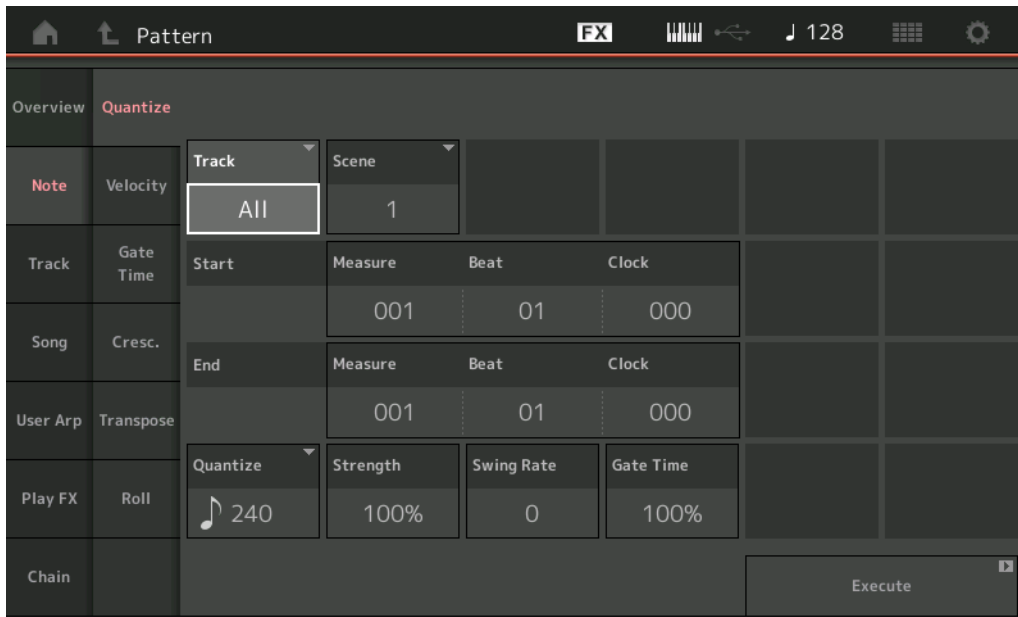 Pattern
FX
♩ 128
Overview
Quantize
Note
Velocity
Track
All
Scene
1
Track
Gate
Time
Start
Measure
Beat
Clock
001
01
000
Song
Cresc.
End
Measure
Beat
Clock
001
01
000
User Arp
Transpose
Quantize
♪ 240
Strength
100%
Swing Rate
0
Gate Time
100%
Play FX
Roll
Chain
Execute